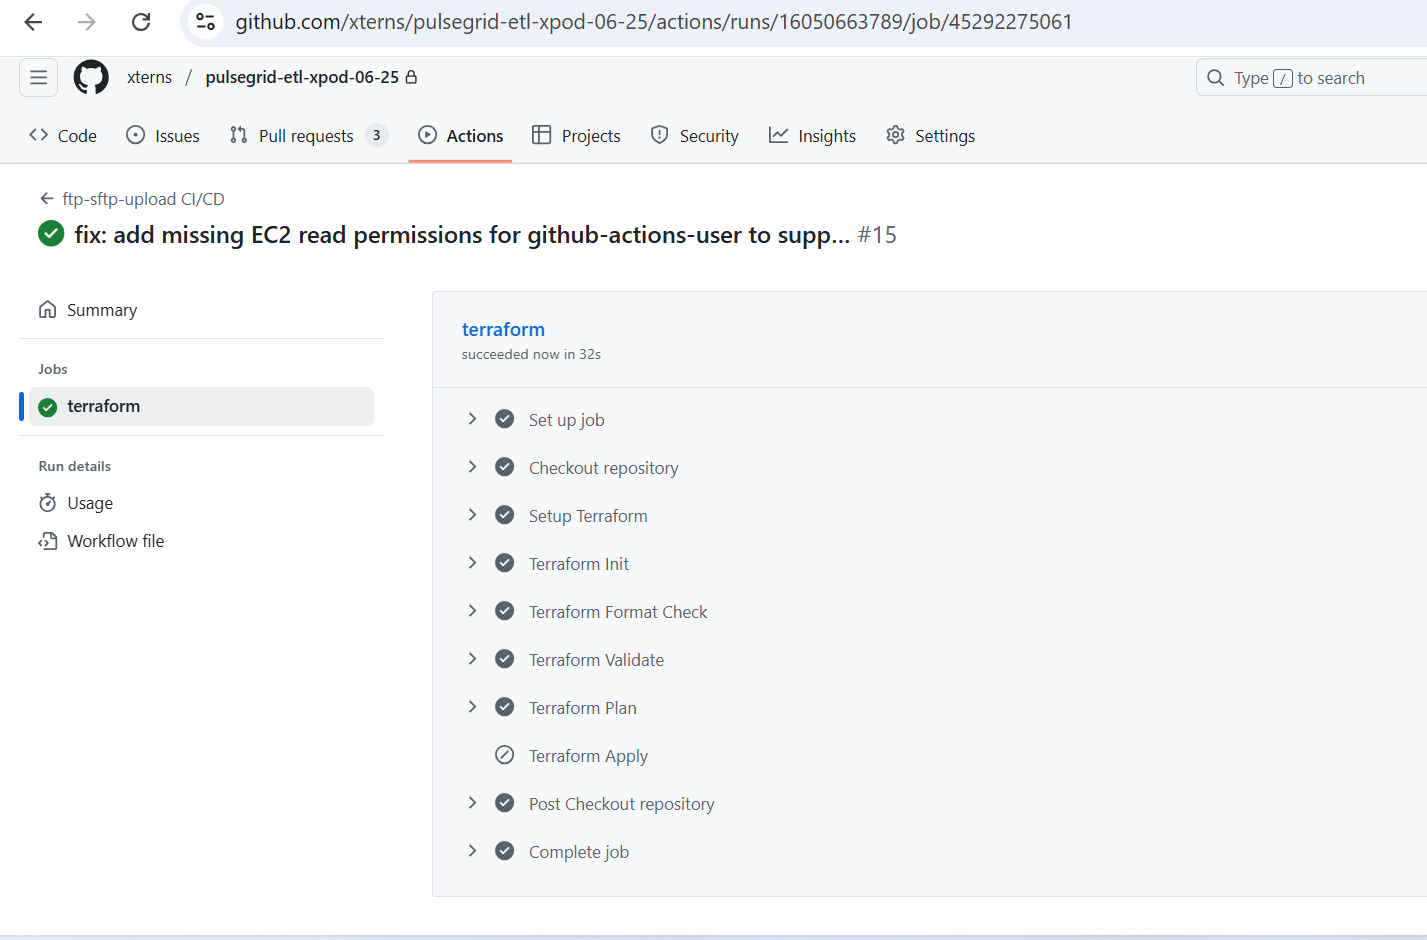 github.com/xterns/pulsegrid-etl-xpod-06-25/actions/runs/16050663789/job/45292275061
xterns / pulsegrid-etl-xpod-06-25
Type / to search
Code Issues Pull requests 3 Actions Projects Security Insights Settings
ftp-sftp-upload CI/CD
fix: add missing EC2 read permissions for github-actions-user to supp... #15
Summary
Jobs
terraform
Run details
Usage
Workflow file
terraform
succeeded now in 32s
Set up job
Checkout repository
Setup Terraform
Terraform Init
Terraform Format Check
Terraform Validate
Terraform Plan
Terraform Apply
Post Checkout repository
Complete job